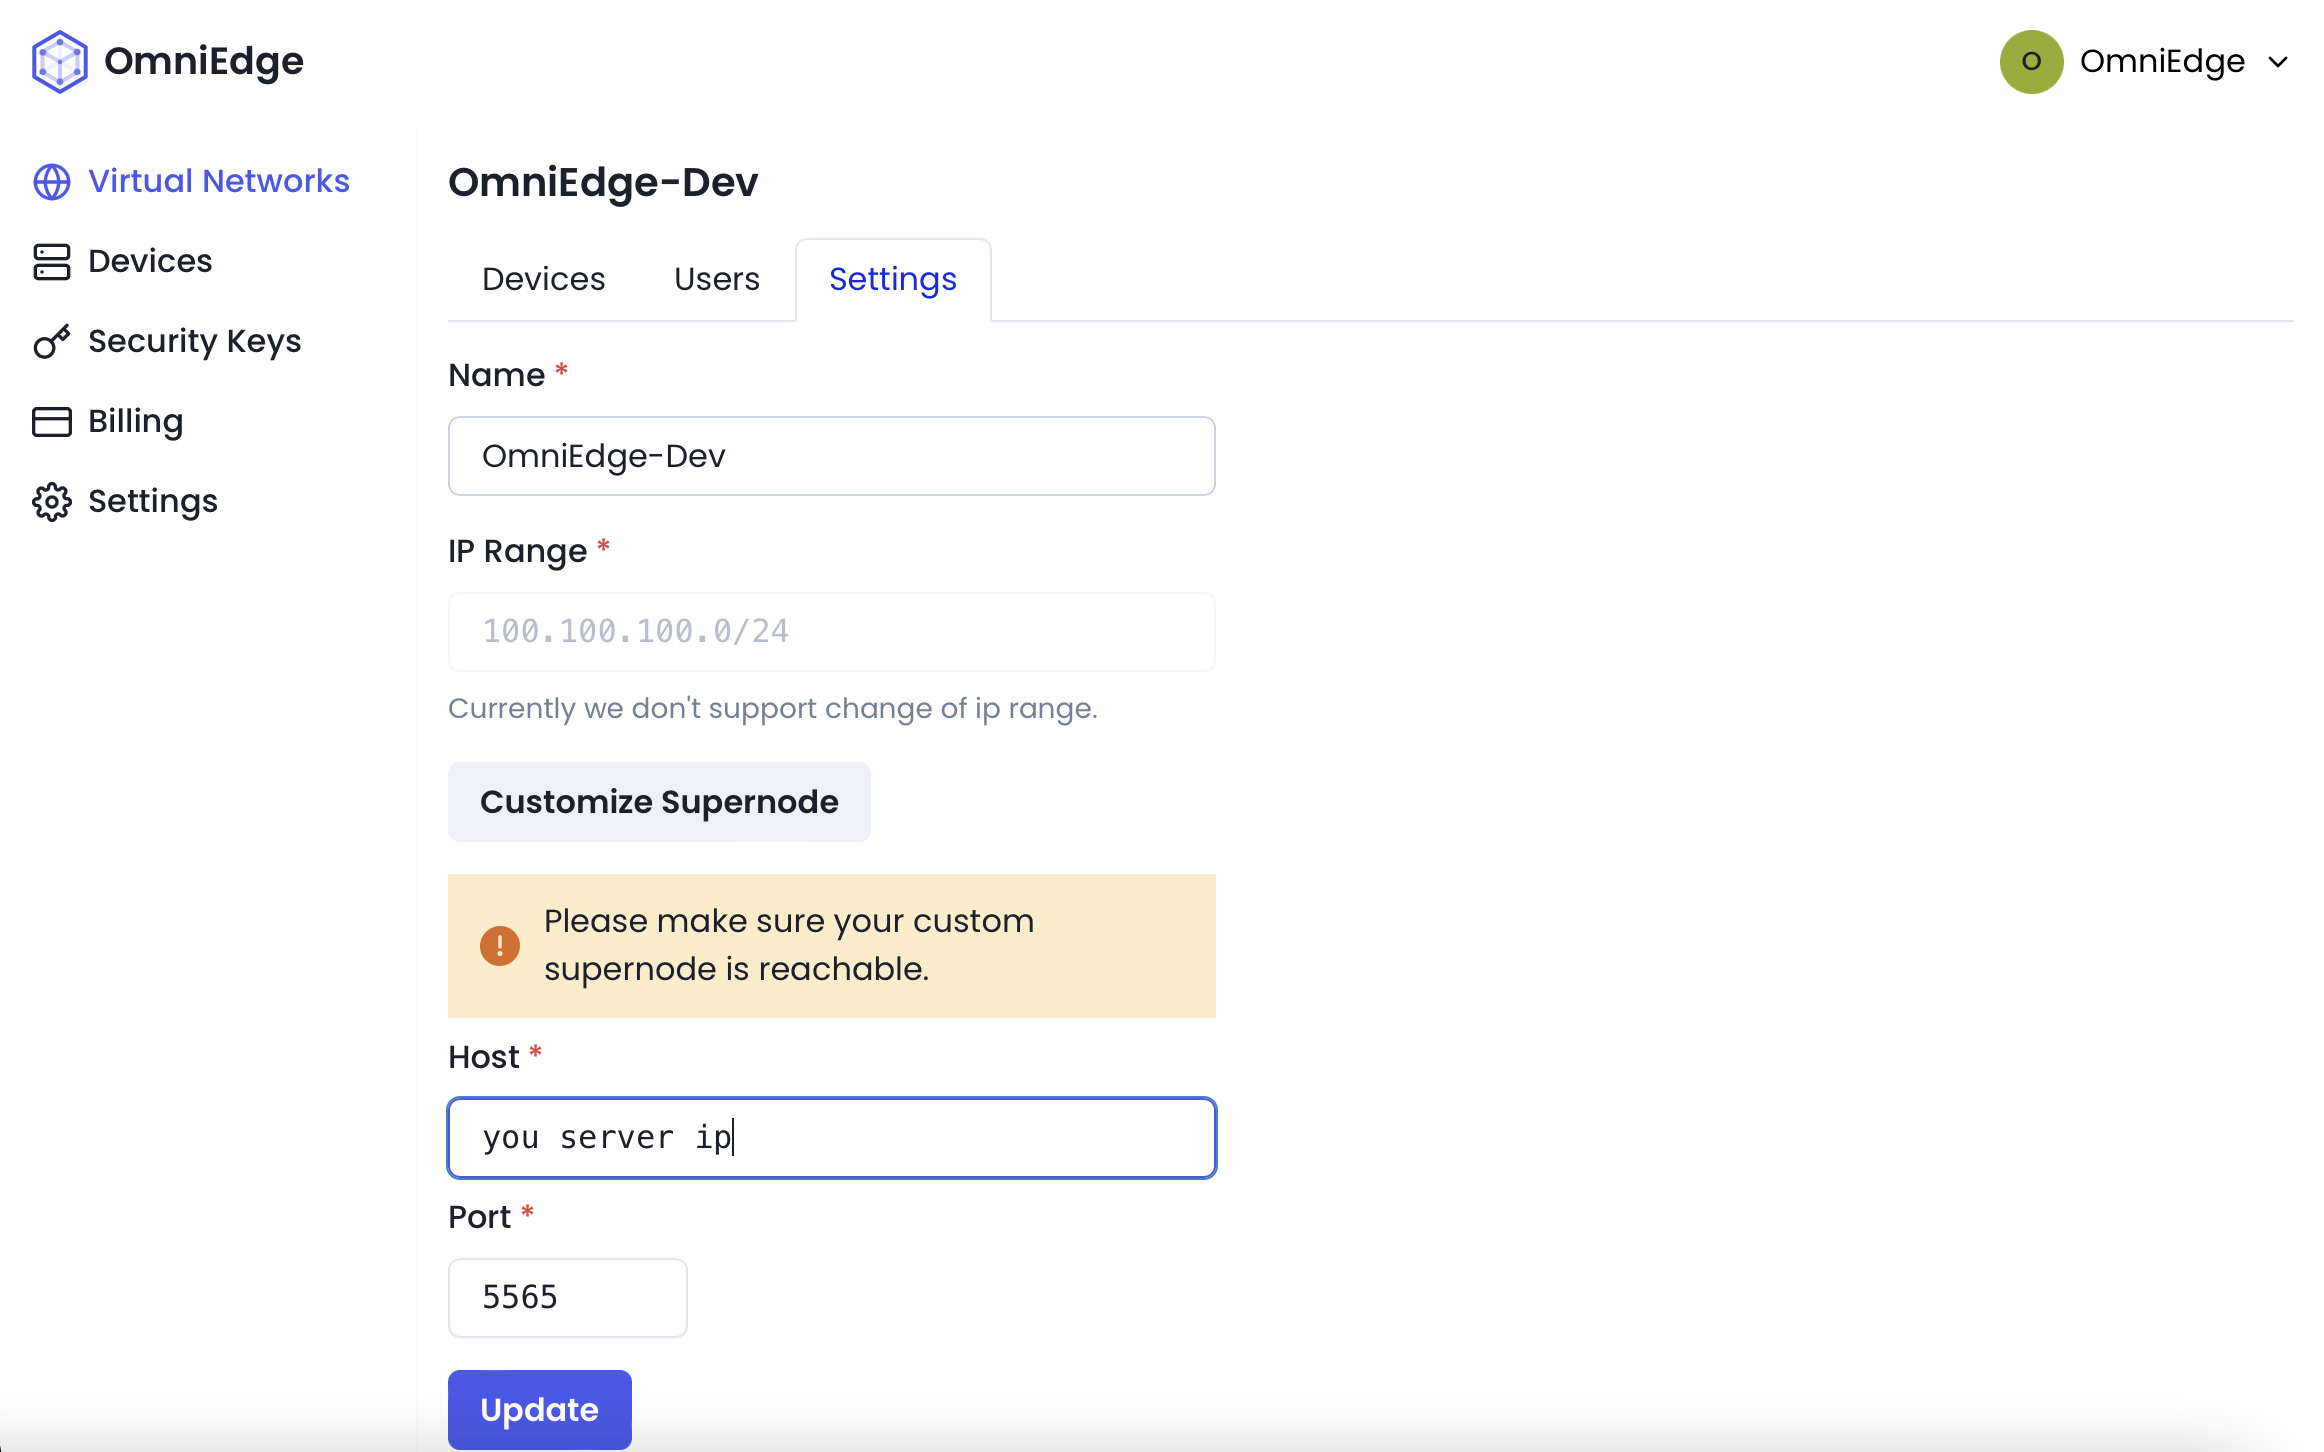 OmniEdge
O OmniEdge
Virtual Networks
Devices
Security Keys
Billing
Settings
OmniEdge-Dev
Devices Users Settings
Name *
OmniEdge-Dev
IP Range *
100.100.100.0/24
Currently we don't support change of ip range.
Customize Supernode
Please make sure your custom
supernode is reachable.
Host *
you server ip
Port *
5565
Update